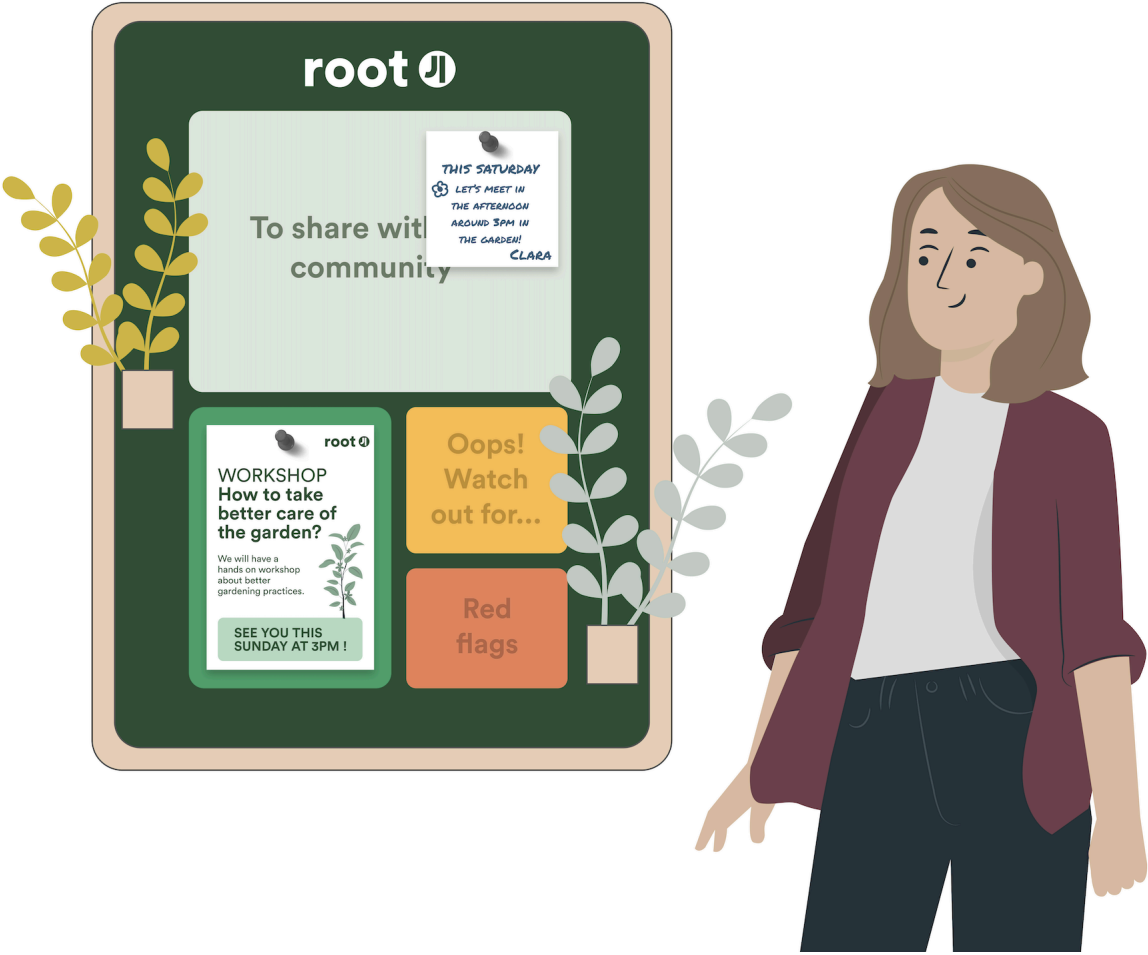 root
To share with
community
THIS SATURDAY
LET'S MEET IN
THE AFTERNOON
AROUND 3PM IN
THE GARDEN!
CLARA
root
WORKSHOP
How to take
better care of
the garden?
We will have a
hands on workshop
about better
gardening practices.
SEE YOU THIS
SUNDAY AT 3PM !
Oops!
Watch
out for...
Red
flags